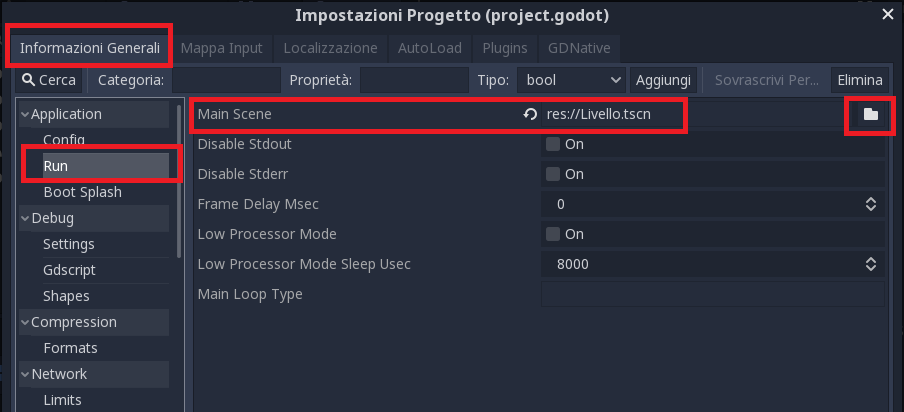 Impostazioni Progetto (project.godot)
Informazioni Generali Mappa Input Localizzazione AutoLoad Plugins GDNative
Cerca Categoria: Proprietà: Tipo: bool Aggiungi Sovrascrivi Per... Elimina
Application
Config
Run
Boot Splash
Debug
Settings
Gdscript
Shapes
Compression
Formats
Network
Limits
Main Scene res://Livello.tscn
Disable Stdout On
Disable Stderr On
Frame Delay Msec 0
Low Processor Mode On
Low Processor Mode Sleep Usec 8000
Main Loop Type